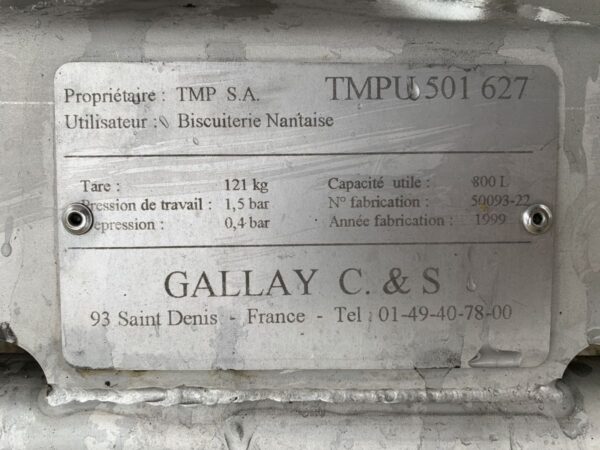 Propriétaire : TMP S.A. TMPU 501 627
Utilisateur : Biscuiterie Nantaise
Tare : 121 kg Capacité utile : 800 L
Pression de travail : 1,5 bar N° fabrication : 50093-22
Dépression : 0,4 bar Année fabrication : 1999
GALLAY C. & S
93 Saint Denis - France - Tel : 01-49-40-78-00